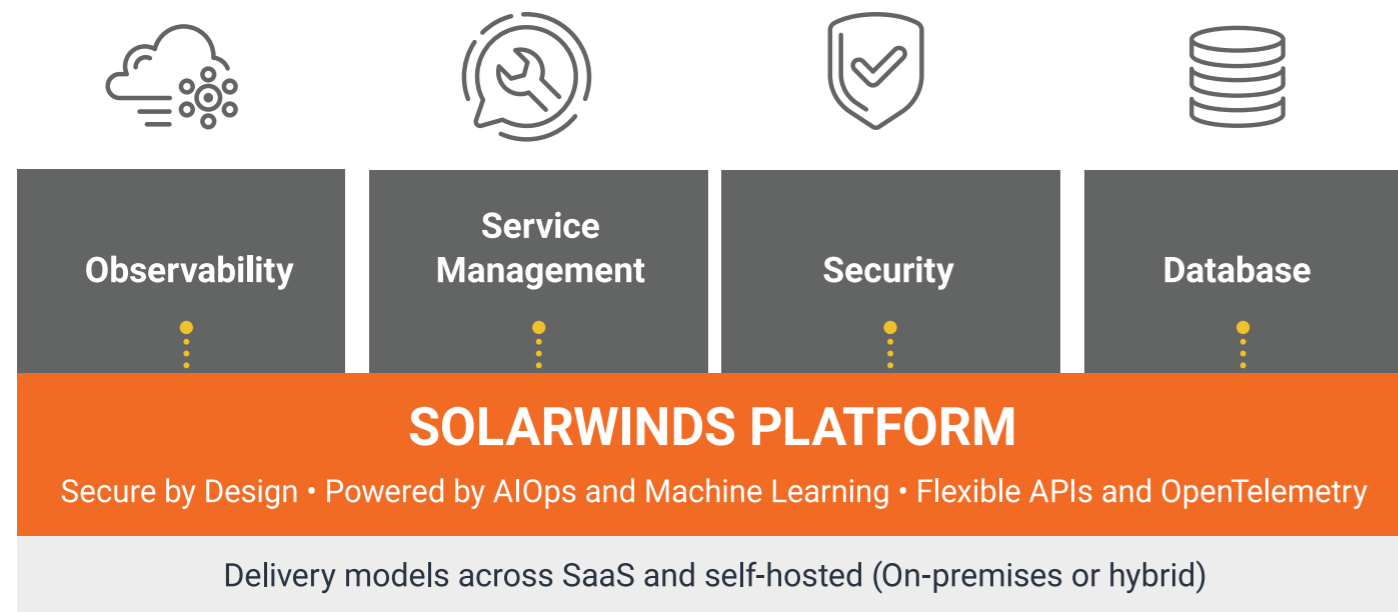 Observability
Service
Management
Security
Database
SOLARWINDS PLATFORM
Secure by Design • Powered by AIOps and Machine Learning • Flexible APIs and OpenTelemetry
Delivery models across SaaS and self-hosted (On-premises or hybrid)